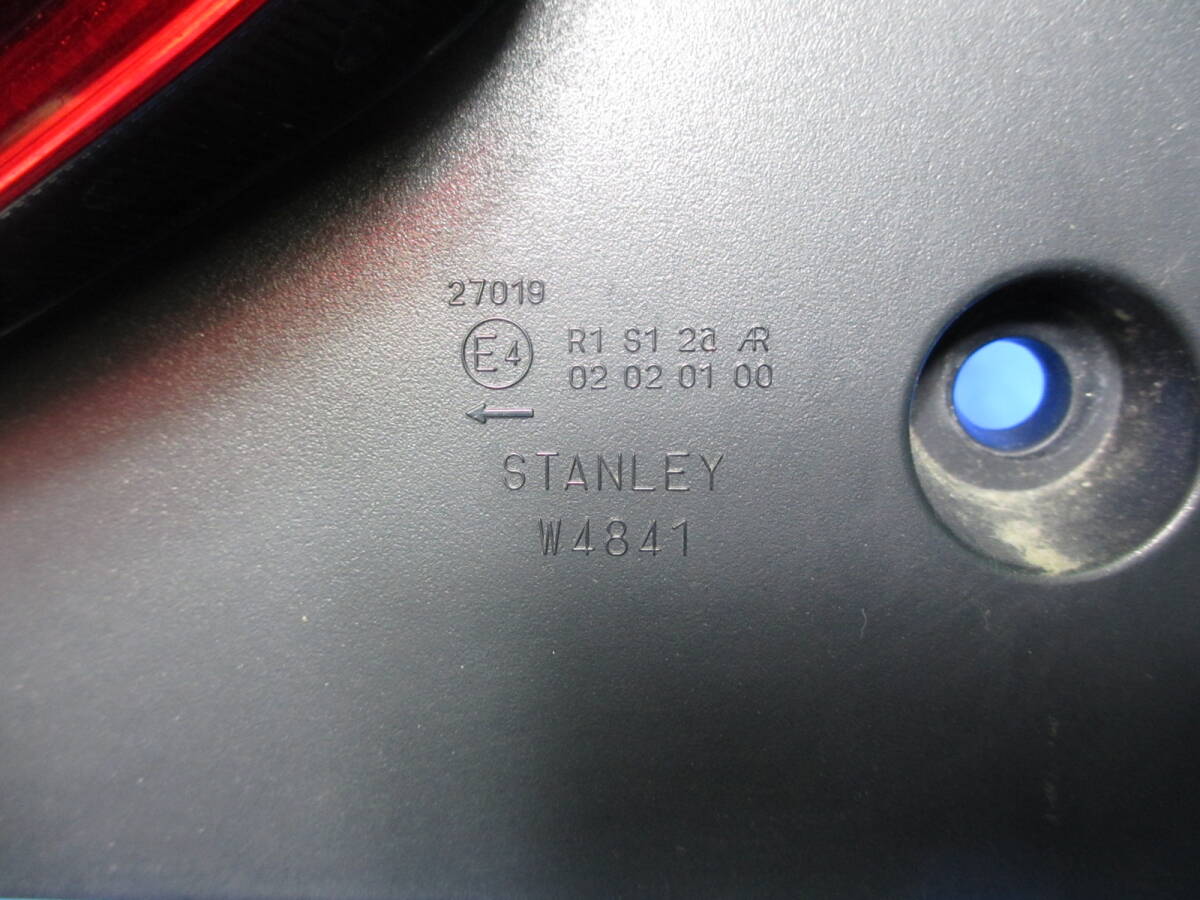 27019
E4 R1 S1 2a AR
02 02 01 00
←
STANLEY
W4841